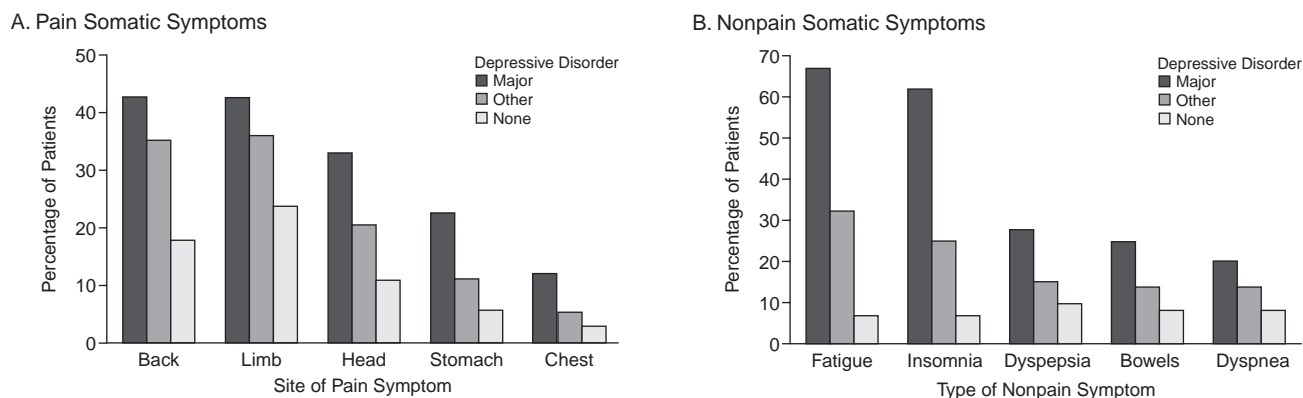 A. Pain Somatic Symptoms
50
40
30
20
10
0
Percentage of Patients
Depressive Disorder
Major
Other
None
Back Limb Head Stomach Chest
Site of Pain Symptom
B. Nonpain Somatic Symptoms
70
60
50
40
30
20
10
0
Percentage of Patients
Depressive Disorder
Major
Other
None
Fatigue Insomnia Dyspepsia Bowels Dyspnea
Type of Nonpain Symptom